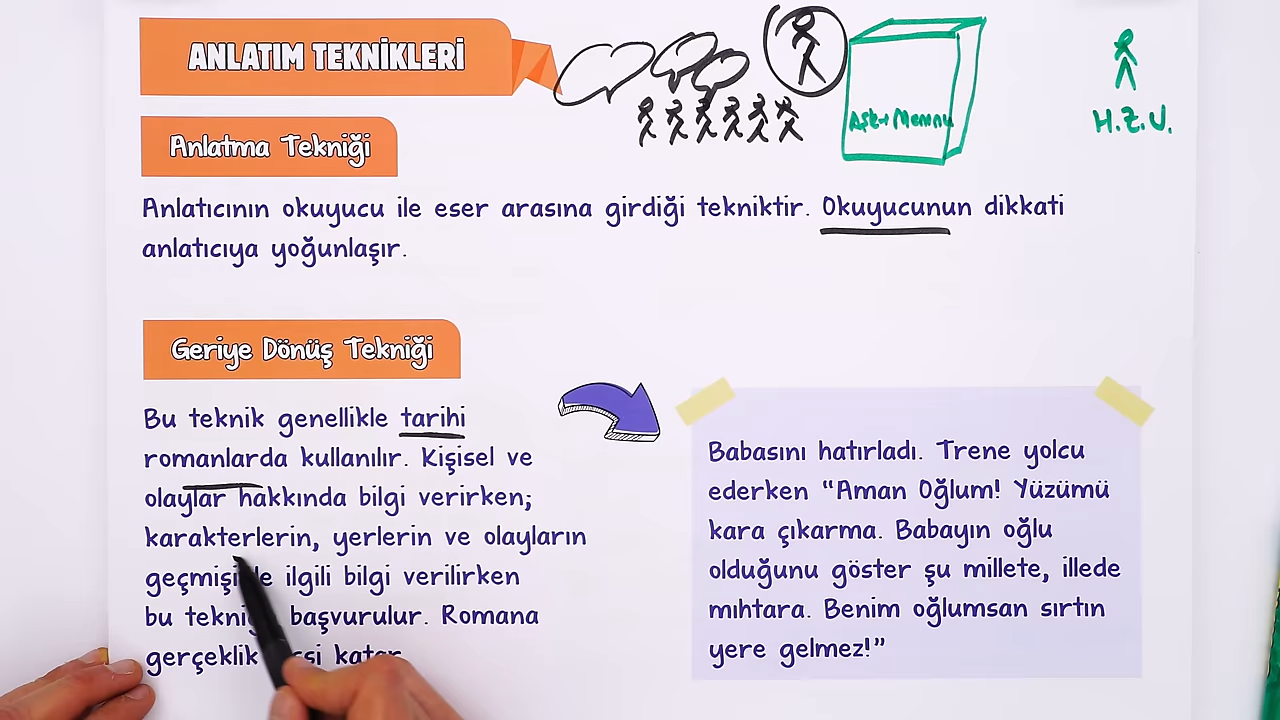 ANLATIM TEKNİKLERİ
Aşk-ı Memnu
H.Z.U.
Anlatma Tekniği
Anlatıcının okuyucu ile eser arasına girdiği tekniktir. Okuyucunun dikkati
anlatıcıya yoğunlaşır.
Geriye Dönüş Tekniği
Bu teknik genellikle tarihi
romanlarda kullanılır. Kişisel ve
olaylar hakkında bilgi verirken;
karakterlerin, yerlerin ve olayların
ilgili bilgi verilirken
bu başvurulur. Romana
gerçeklik katar
Babasını hatırladı. Trene yolcu
ederken “Aman Oğlum! Yüzümü
kara çıkarma. Babayın oğlu
olduğunu göster şu millete, illede
mıhtara. Benim oğlumsan sırtın
yere gelmez!”